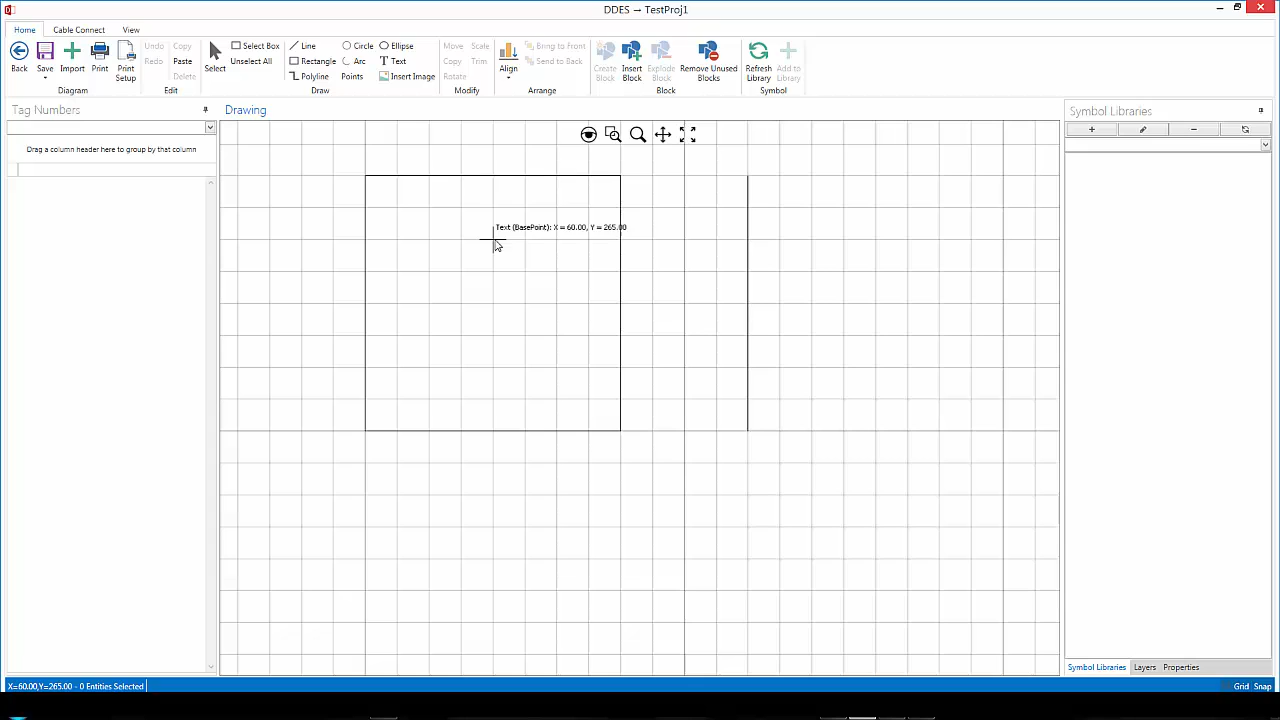 DDES → TestProj1
Home Cable Connect View
Back Save Import Print Print Setup
Diagram
Undo Copy
Redo Paste
Delete
Edit
Select
Select Box
Unselect All
Line Circle Ellipse
Rectangle Arc Text
Polyline Points Insert Image
Draw
Move Scale
Copy Trim
Rotate
Modify
Align
Bring to Front
Send to Back
Arrange
Create Block Insert Block Explode Block Remove Unused Blocks
Block
Refresh Library Add to Library
Symbol
Tag Numbers
Drag a column header here to group by that column
Drawing
Text (BasePoint): X = 60.00, Y = 265.00
Symbol Libraries
Symbol Libraries Layers Properties
X=60.00,Y=265.00 - 0 Entities Selected
Grid Snap